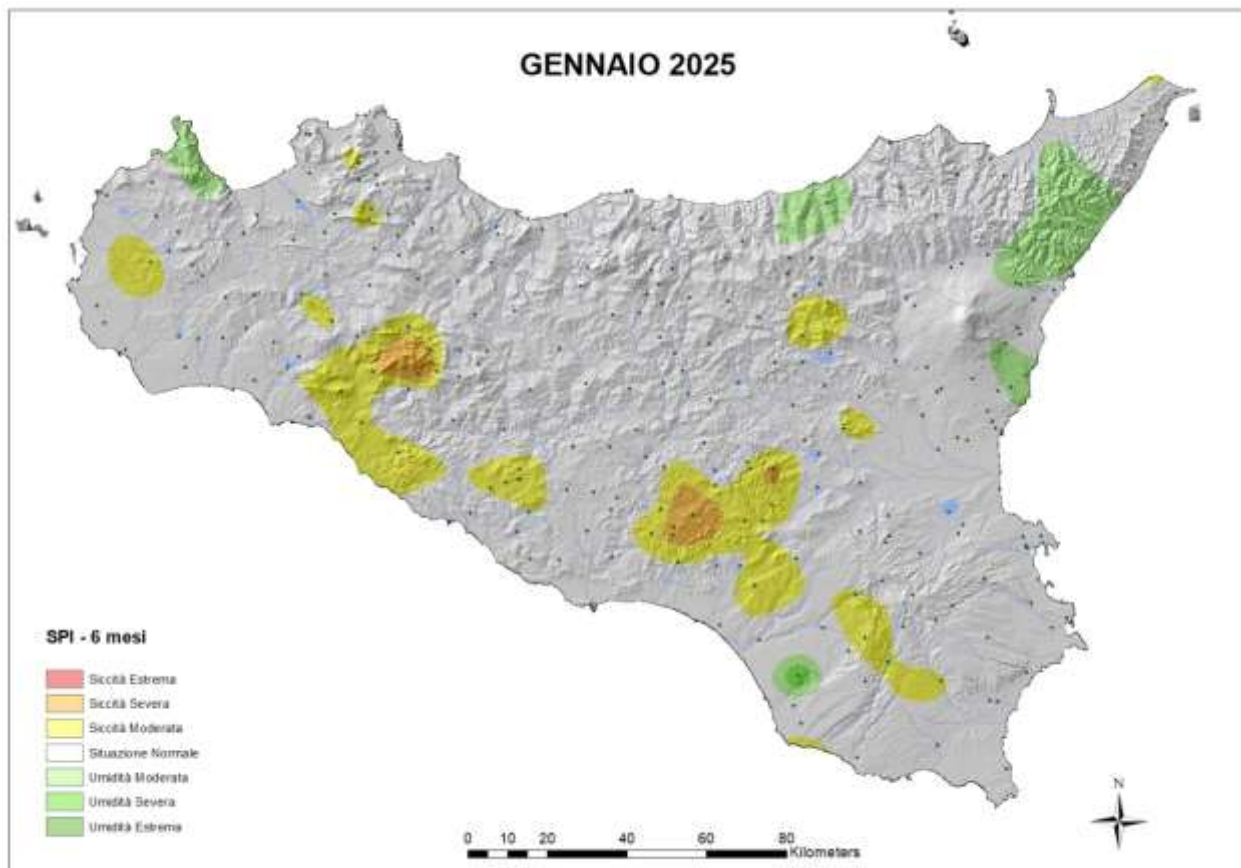 GENNAIO 2025
SPI - 6 mesi
Siccità Estrema
Siccità Severa
Siccità Moderata
Situazione Normale
Umidità Moderata
Umidità Severa
Umidità Estrema
N
0 10 20 40 60 80
Kilometers